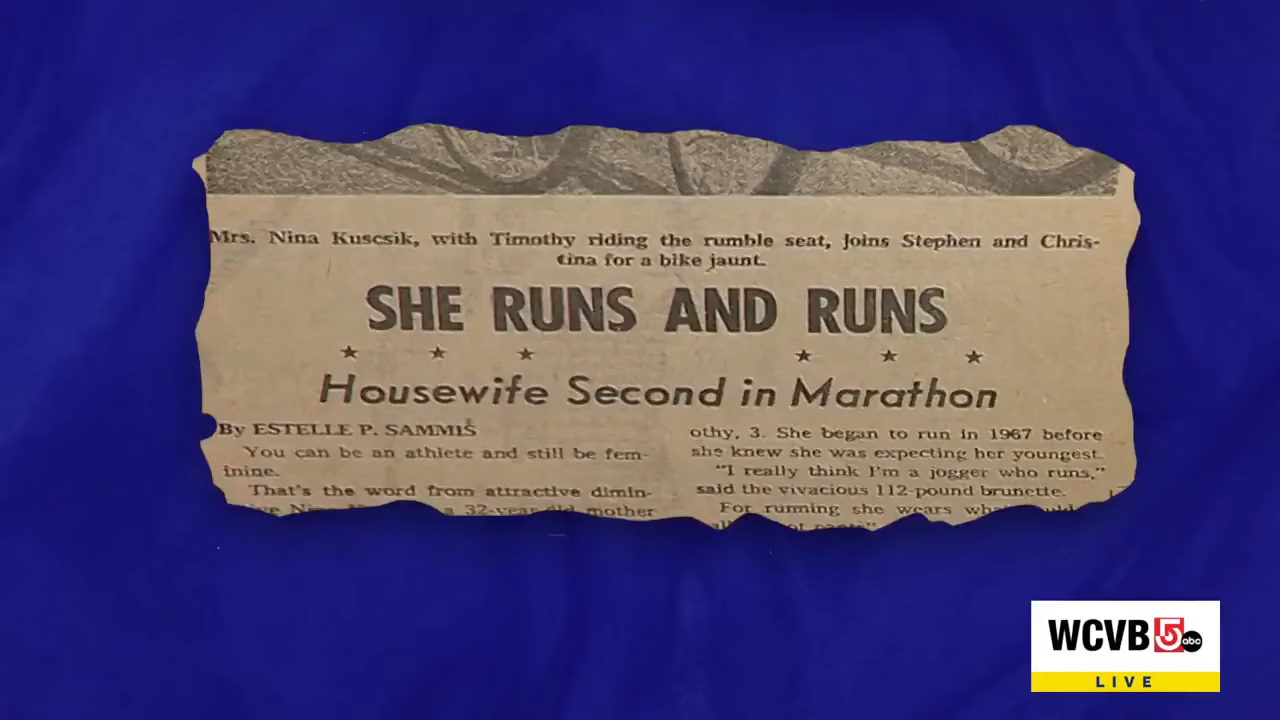 Mrs. Nina Kuscsik, with Timothy riding the rumble seat, joins Stephen and Chris-
tina for a bike jaunt.
SHE RUNS AND RUNS
★ ★ ★ ★ ★ ★
Housewife Second in Marathon
By ESTELLE P. SAMMIS
You can be an athlete and still be fem-
inine.
That's the word from attractive dimin-
a 32-year-old mother
othy, 3. She began to run in 1967 before
she knew she was expecting her youngest.
"I really think I'm a jogger who runs,"
said the vivacious 112-pound brunette.
For running she wears
WCVB 5 abc
LIVE